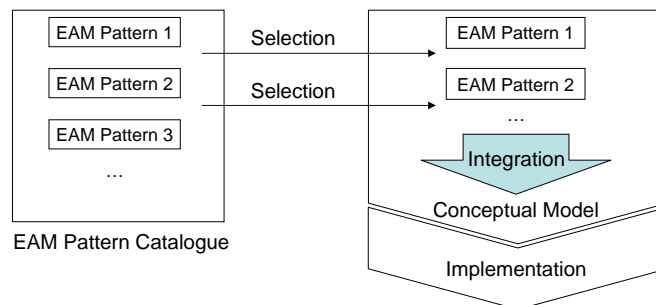 EAM Pattern 1
EAM Pattern 2
EAM Pattern 3
...
EAM Pattern Catalogue
Selection
Selection
EAM Pattern 1
EAM Pattern 2
...
Integration
Conceptual Model
Implementation